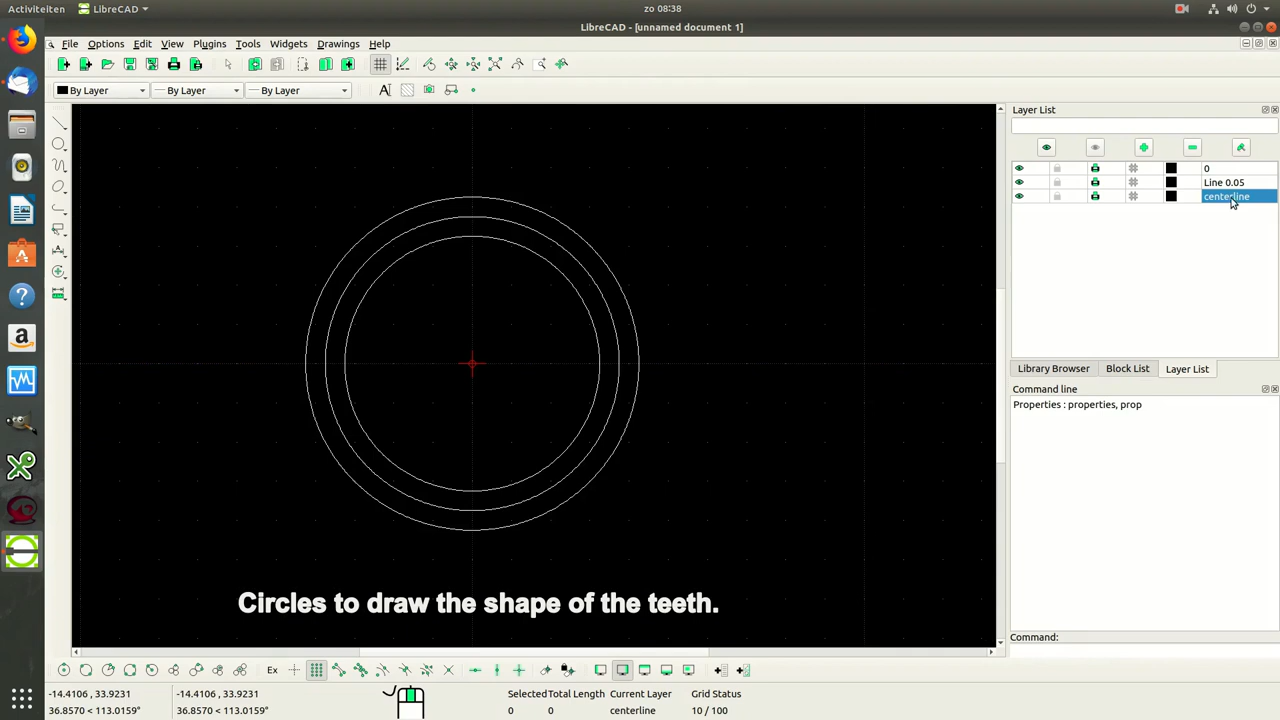 Activiteiten
LibreCAD
zo 08:38
LibreCAD - [unnamed document 1]
File Options Edit View Plugins Tools Widgets Drawings Help
By Layer By Layer By Layer
Layer List
0
Line 0.05
centerline
Library Browser Block List Layer List
Command line
Properties : properties, prop
Circles to draw the shape of the teeth.
Command:
Ex
-14.4106 , 33.9231 -14.4106 , 33.9231 Selected Total Length Current Layer Grid Status
36.8570 < 113.0159° 36.8570 < 113.0159° 0 0 centerline 10 / 100